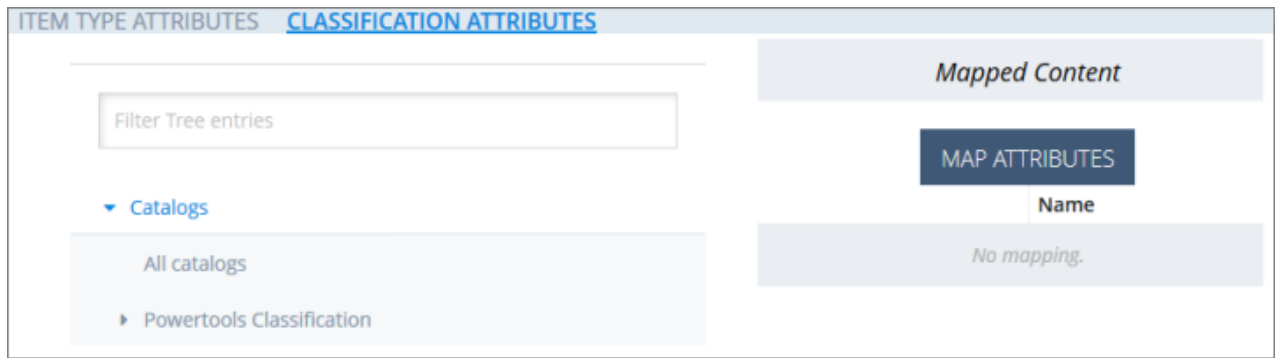 ITEM TYPE ATTRIBUTES CLASSIFICATION ATTRIBUTES
Filter Tree entries
Catalogs
All catalogs
Powertools Classification
Mapped Content
MAP ATTRIBUTES
Name
No mapping.